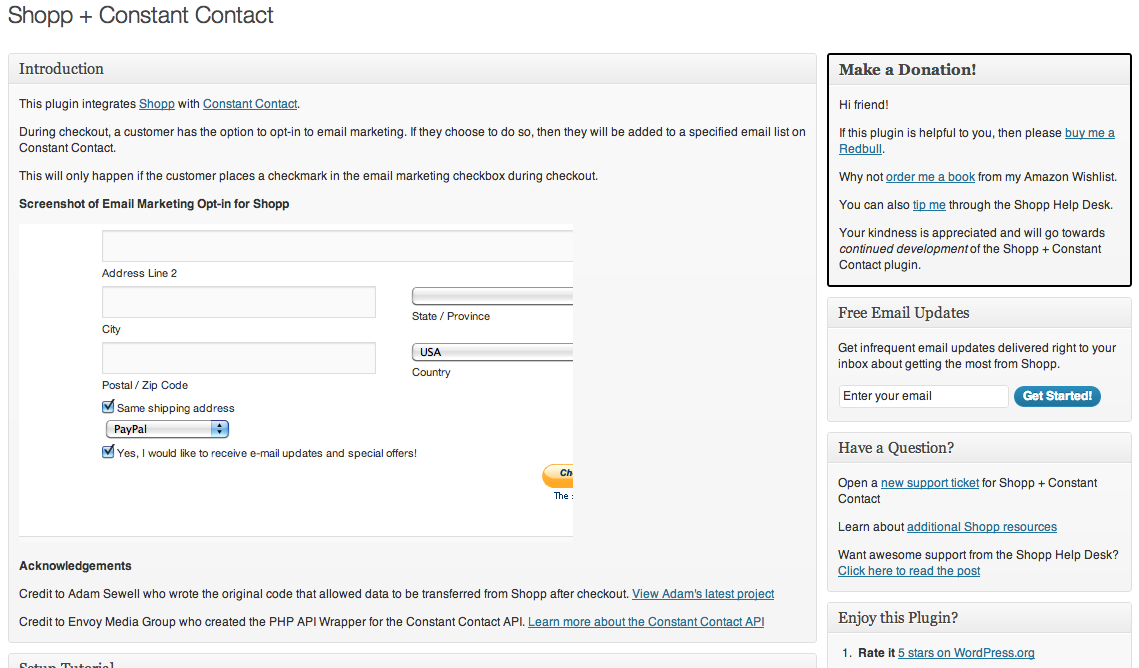 Shopp + Constant Contact
Introduction
This plugin integrates Shopp with Constant Contact.
During checkout, a customer has the option to opt-in to email marketing. If they choose to do so, then they will be added to a specified email list on
Constant Contact.
This will only happen if the customer places a checkmark in the email marketing checkbox during checkout.
Screenshot of Email Marketing Opt-in for Shopp
Address Line 2
State / Province
City
USA
Country
Postal / Zip Code
Same shipping address
PayPal
Yes, I would like to receive e-mail updates and special offers!
The
Acknowledgements
Credit to Adam Sewell who wrote the original code that allowed data to be transferred from Shopp after checkout. View Adam's latest project
Credit to Envoy Media Group who created the PHP API Wrapper for the Constant Contact API. Learn more about the Constant Contact API
Setup Tutorial
Make a Donation!
Hi friend!
If this plugin is helpful to you, then please buy me a
Redbull.
Why not order me a book from my Amazon Wishlist.
You can also tip me through the Shopp Help Desk.
Your kindness is appreciated and will go towards
continued development of the Shopp + Constant
Contact plugin.
Free Email Updates
Get infrequent email updates delivered right to your
inbox about getting the most from Shopp.
Enter your email
Get Started!
Have a Question?
Open a new support ticket for Shopp + Constant
Contact
Learn about additional Shopp resources
Want awesome support from the Shopp Help Desk?
Click here to read the post
Enjoy this Plugin?
1. Rate it 5 stars on WordPress.org